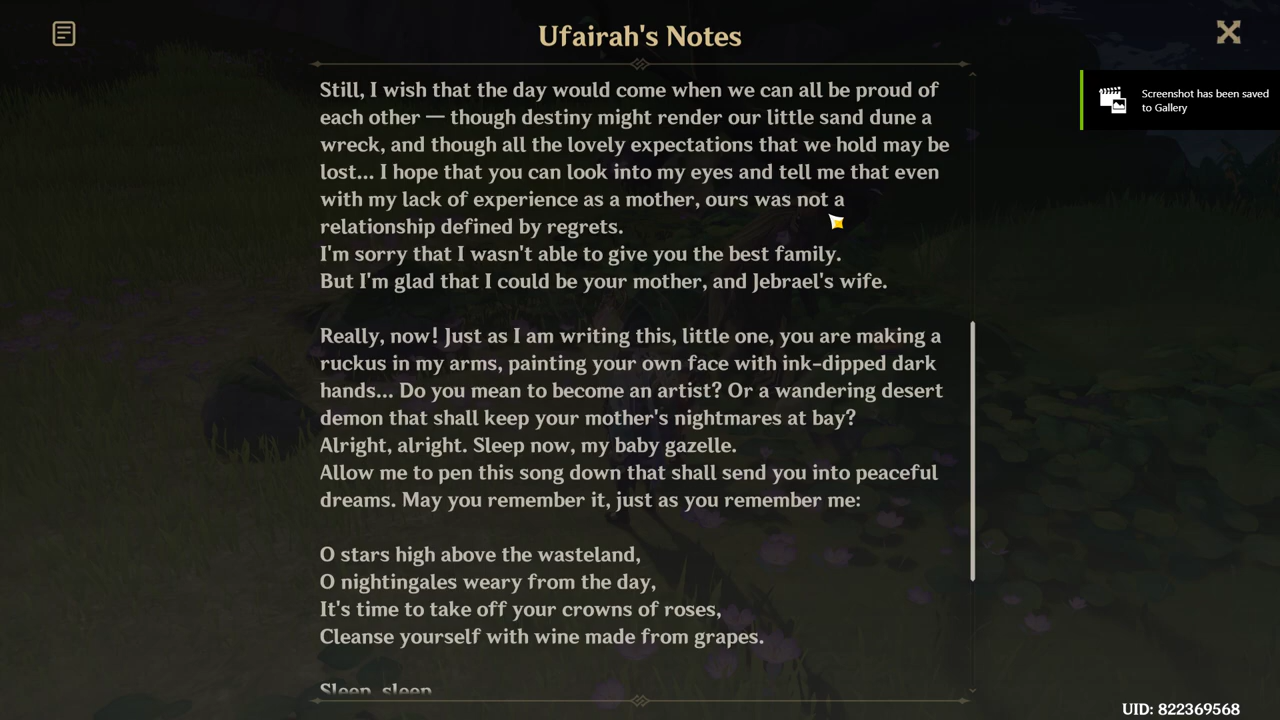 Ufairah's Notes
Screenshot has been saved
to Gallery
Still, I wish that the day would come when we can all be proud of
each other — though destiny might render our little sand dune a
wreck, and though all the lovely expectations that we hold may be
lost... I hope that you can look into my eyes and tell me that even
with my lack of experience as a mother, ours was not a
relationship defined by regrets.
I'm sorry that I wasn't able to give you the best family.
But I'm glad that I could be your mother, and Jebrael's wife.
Really, now! Just as I am writing this, little one, you are making a
ruckus in my arms, painting your own face with ink-dipped dark
hands... Do you mean to become an artist? Or a wandering desert
demon that shall keep your mother's nightmares at bay?
Alright, alright. Sleep now, my baby gazelle.
Allow me to pen this song down that shall send you into peaceful
dreams. May you remember it, just as you remember me:
O stars high above the wasteland,
O nightingales weary from the day,
It's time to take off your crowns of roses,
Cleanse yourself with wine made from grapes.
Sleep, sleep
UID: 822369568